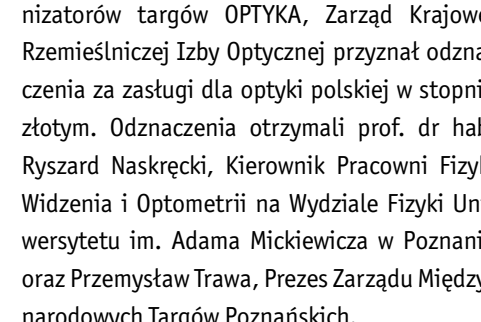 nizatorów targów OPTYKA, Zarząd Krajowe
Rzemieślniczej Izby Optycznej przyznał odzna
czenia za zasługi dla optyki polskiej w stopni
złotym. Odznaczenia otrzymali prof. dr hab
Ryszard Naskręcki, Kierownik Pracowni Fizyk
Widzenia i Optometrii na Wydziale Fizyki Un
wersytetu im. Adama Mickiewicza w Poznani
oraz Przemysław Trawa, Prezes Zarządu Między
narodowych Targów Poznańskich.